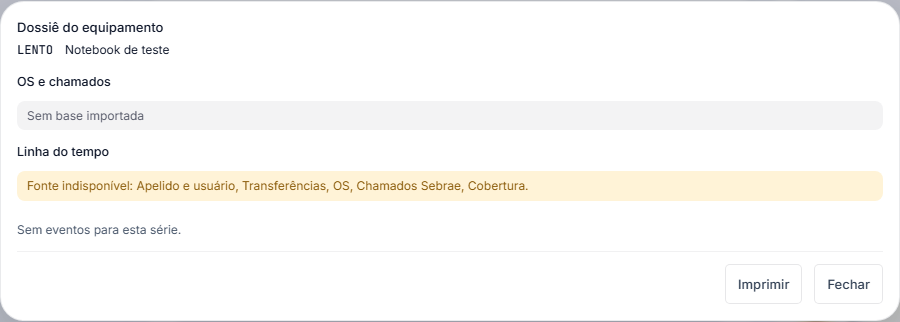 Dossiê do equipamento
LENTO Notebook de teste
OS e chamados
Sem base importada
Linha do tempo
Fonte indisponível: Apelido e usuário, Transferências, OS, Chamados Sebrae, Cobertura.
Sem eventos para esta série.
Imprimir Fechar